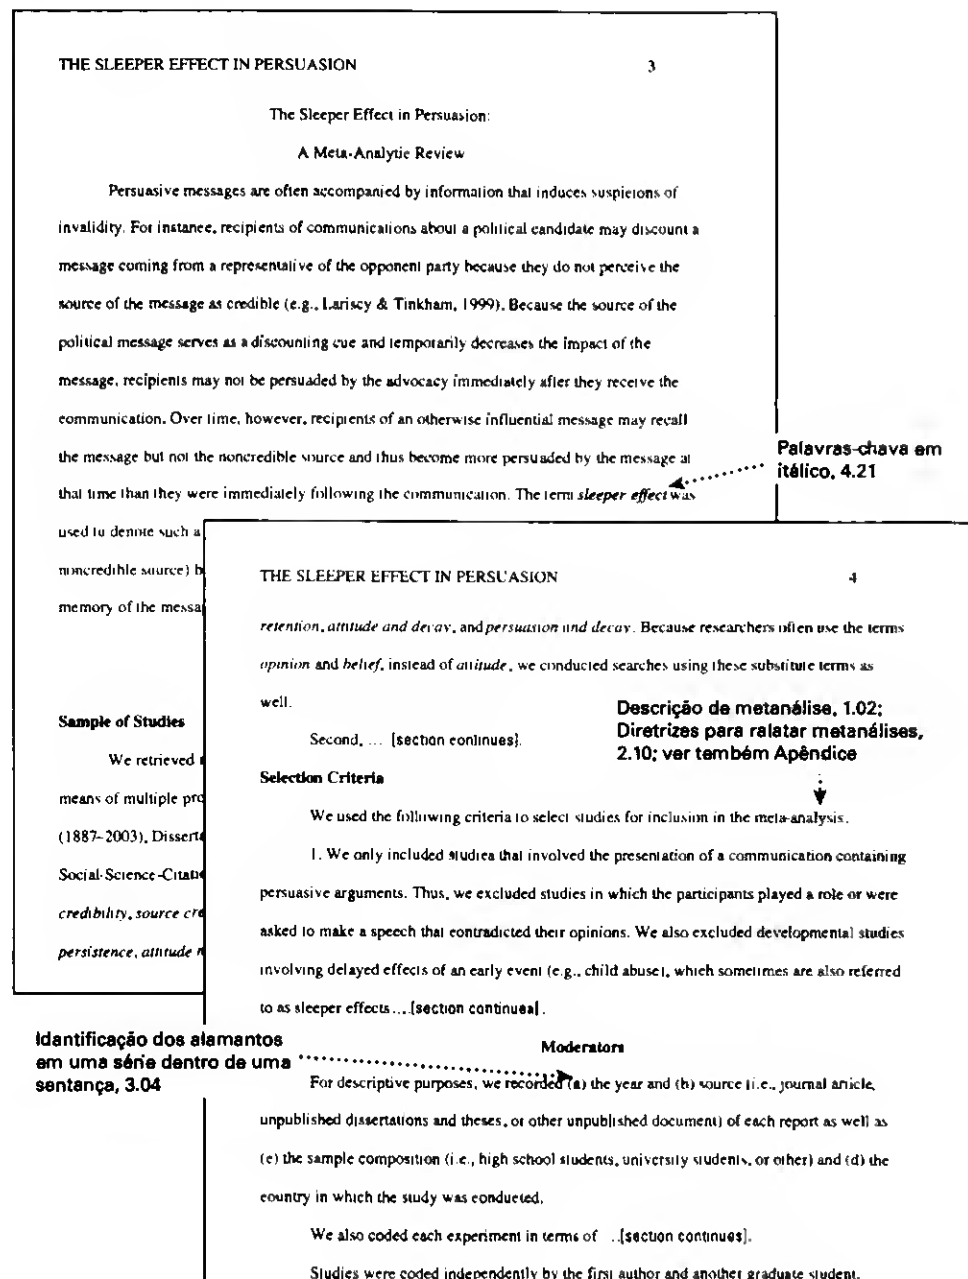 THE SLEEPER EFFECT IN PERSUASION 3
The Sleeper Effect in Persuasion:
A Meta-Analytic Review
Persuasive messages are often accompanied by information that induces suspicions of
invalidity. For instance, recipients of communications about a political candidate may discount a
message coming from a representative of the opponent party because they do not perceive the
source of the message as credible (e.g., Lariscy & Tinkham, 1999). Because the source of the
political message serves as a discounting cue and temporarily decreases the impact of the
message, recipients may not be persuaded by the advocacy immediately after they receive the
communication. Over time, however, recipients of an otherwise influential message may recall
the message but not the noncredible source and thus become more persuaded by the message at
that time than they were immediately following the communication. The term sleeper effect was
used to denote such a
noncredible source) b
memory of the messa
Palavras-chava em
itálico, 4.21
Sample of Studies
We retrieved
means of multiple pro
(1887-2003), Disserta
Social-Science-Citatio
credibility, source cre
persistence, attitude m
THE SLEEPER EFFECT IN PERSUASION 4
retention, attitude and decay, and persuasion and decay. Because researchers often use the terms
opinion and belief, instead of attitude, we conducted searches using these substitute terms as
well.
Second, ... [section continues].
Descrição de metanálise, 1.02;
Diretrizes para ralatar metanálises,
2.10; ver também Apêndice
Selection Criteria
We used the following criteria to select studies for inclusion in the meta-analysis.
1. We only included studies that involved the presentation of a communication containing
persuasive arguments. Thus, we excluded studies in which the participants played a role or were
asked to make a speech that contradicted their opinions. We also excluded developmental studies
involving delayed effects of an early event (e.g., child abuse), which sometimes are also referred
to as sleeper effects....[section continues].
Identificação dos alamantos
em uma série dentro de uma
sentança, 3.04
Moderators
For descriptive purposes, we recorded (a) the year and (b) source (i.e., journal article,
unpublished dissertations and theses, or other unpublished document) of each report as well as
(c) the sample composition (i.e., high school students, university students, or other) and (d) the
country in which the study was conducted.
We also coded each experiment in terms of ...[section continues].
Studies were coded independently by the first author and another graduate student.